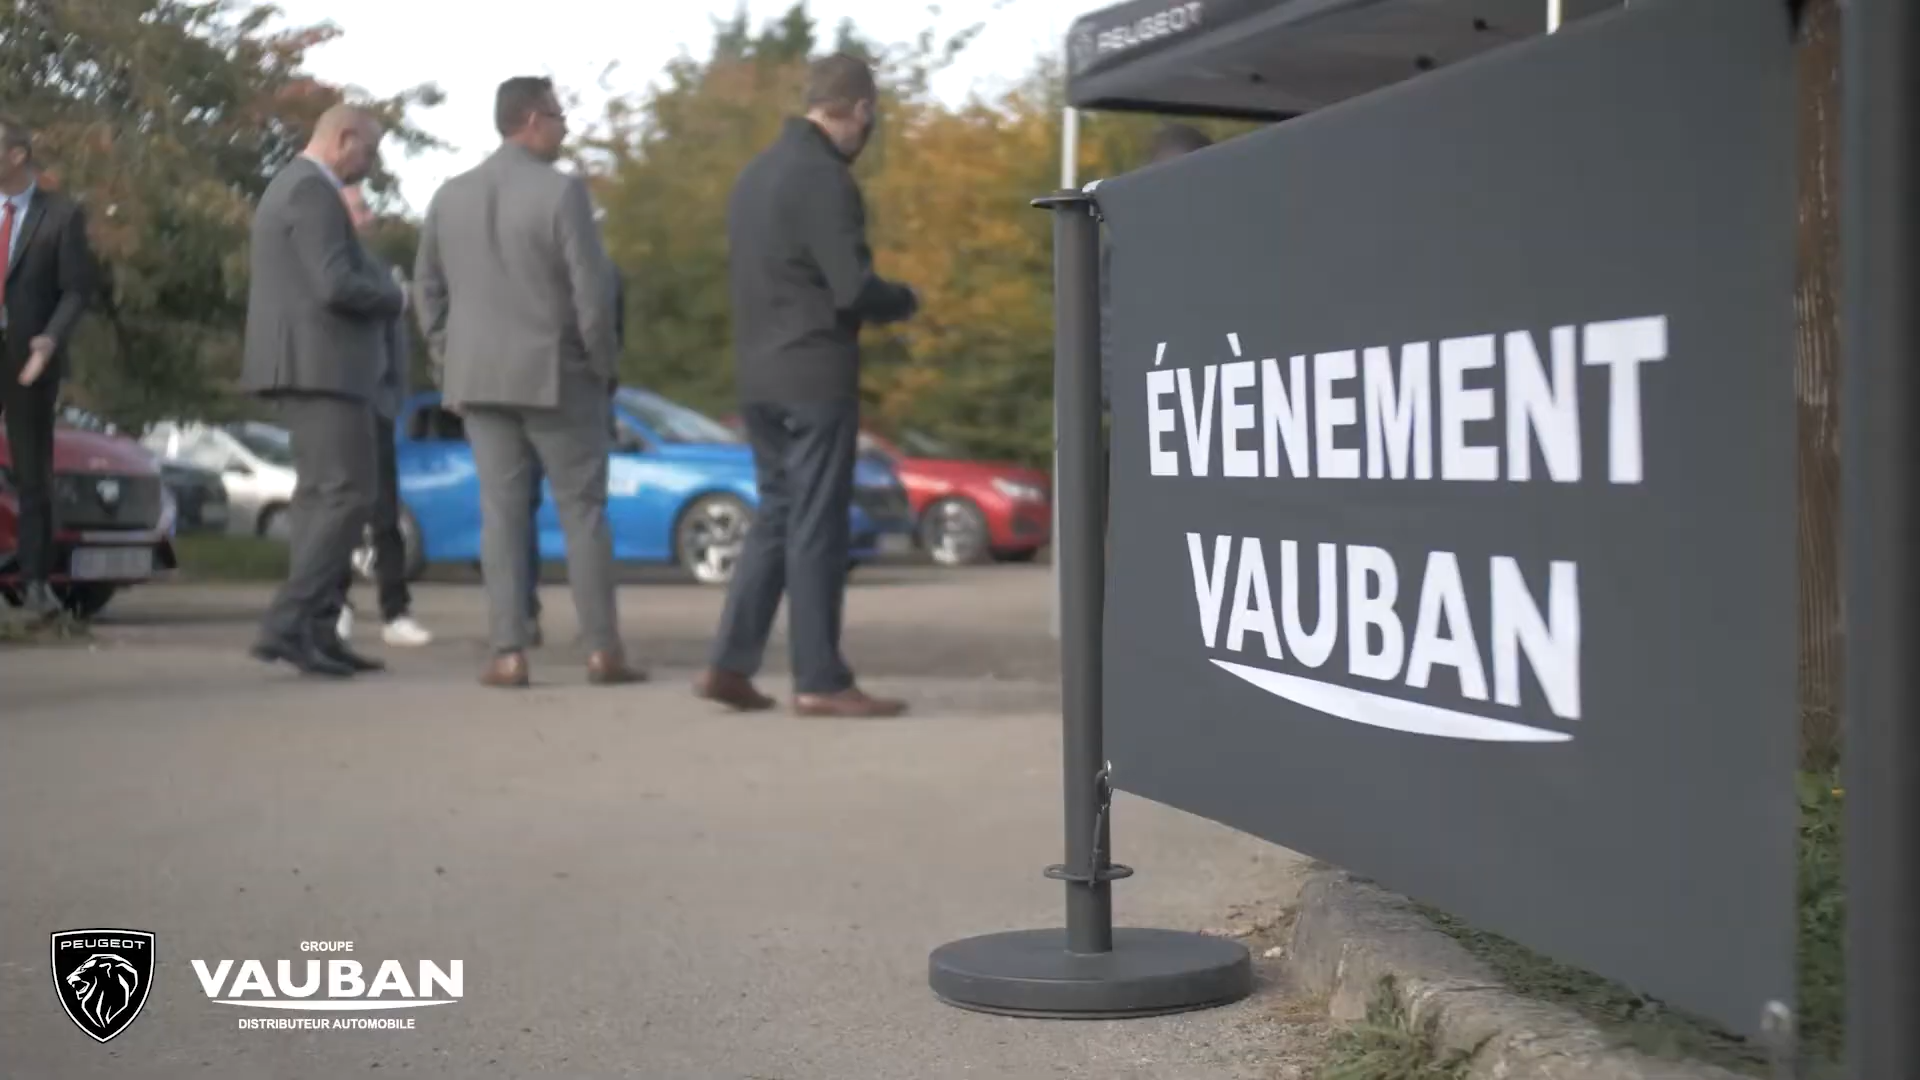 PEUGEOT
ÉVÈNEMENT
VAUBAN
PEUGEOT
GROUPE
VAUBAN
DISTRIBUTEUR AUTOMOBILE